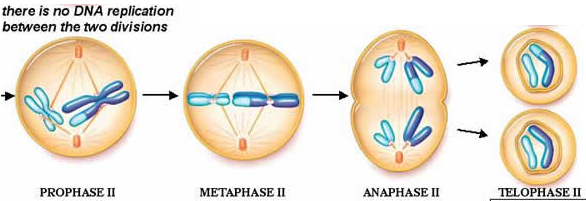 there is no DNA replication
between the two divisions
PROPHASE II
METAPHASE II
ANAPHASE II
TELOPHASE II